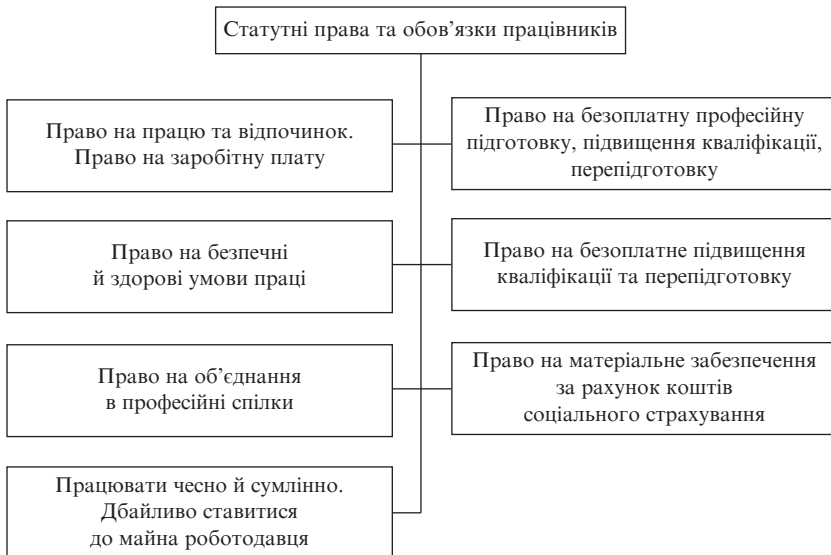 Статутні права та обов'язки працівників
Право на працю та відпочинок.
Право на заробітну плату
Право на безоплатну професійну
підготовку, підвищення кваліфікації,
перепідготовку
Право на безпечні
й здорові умови праці
Право на безоплатне підвищення
кваліфікації та перепідготовку
Право на об’єднання
в професійні спілки
Право на матеріальне забезпечення
за рахунок коштів
соціального страхування
Працювати чесно й сумлінно.
Дбайливо ставитися
до майна роботодавця